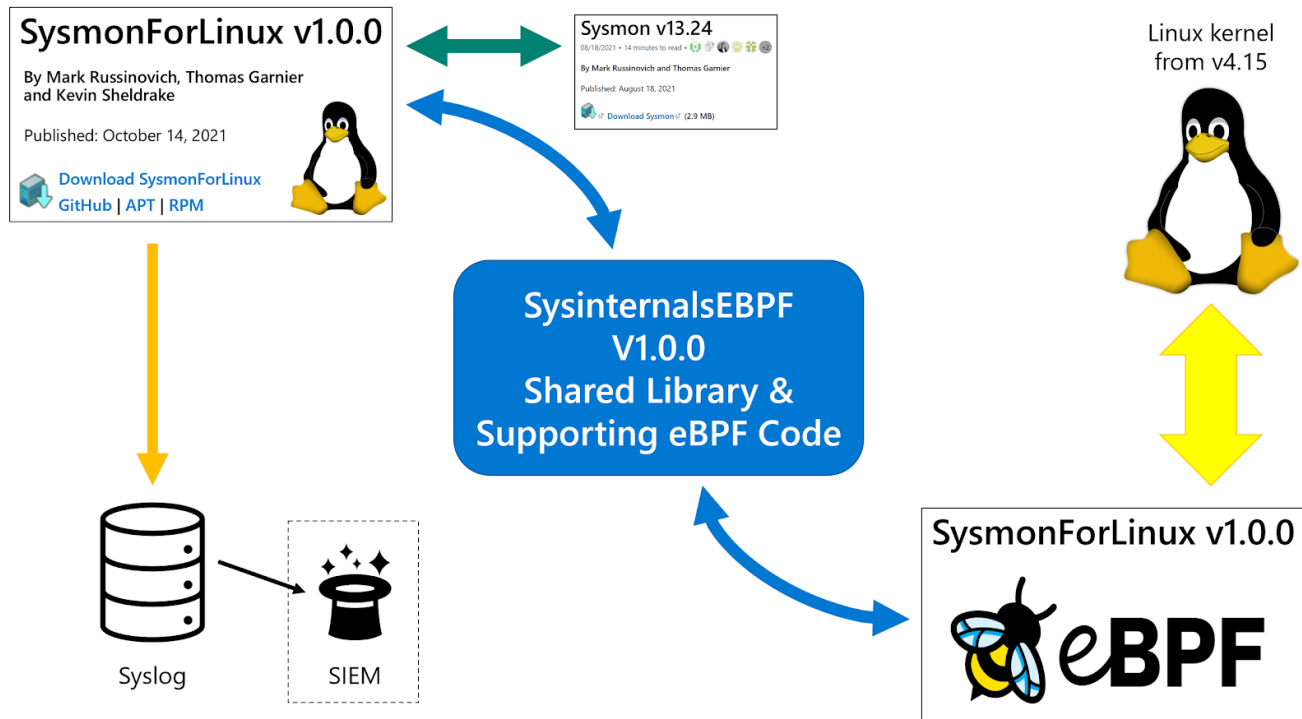 SysmonForLinux v1.0.0
By Mark Russinovich, Thomas Garnier
and Kevin Sheldrake
Published: October 14, 2021
Download SysmonForLinux
GitHub | APT | RPM
Sysmon v13.24
08/18/2021 • 14 minutes to read •
+2
By Mark Russinovich and Thomas Garnier
Published: August 18, 2021
Download Sysmon (2.9 MB)
Linux kernel
from v4.15
SysinternalsEBPF
V1.0.0
Shared Library &
Supporting eBPF Code
Syslog
SIEM
SysmonForLinux v1.0.0
eBPF